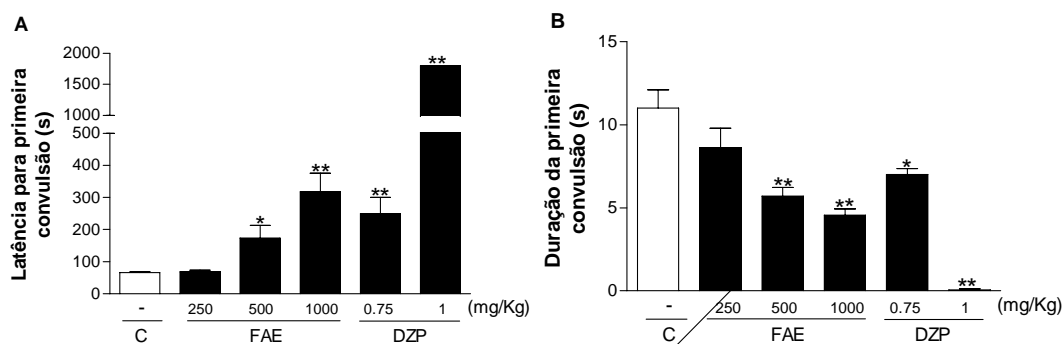 A
Latência para primeira
convulsão (s)
2000
1500
1000
500
400
300
200
100
0
*
**
**
**
-
250
500
1000
0.75
1
(mg/Kg)
C
FAE
DZP
B
Duração da primeira
convulsão (s)
15
10
5
0
**
**
*
**
-
250
500
1000
0.75
1
(mg/Kg)
C
FAE
DZP